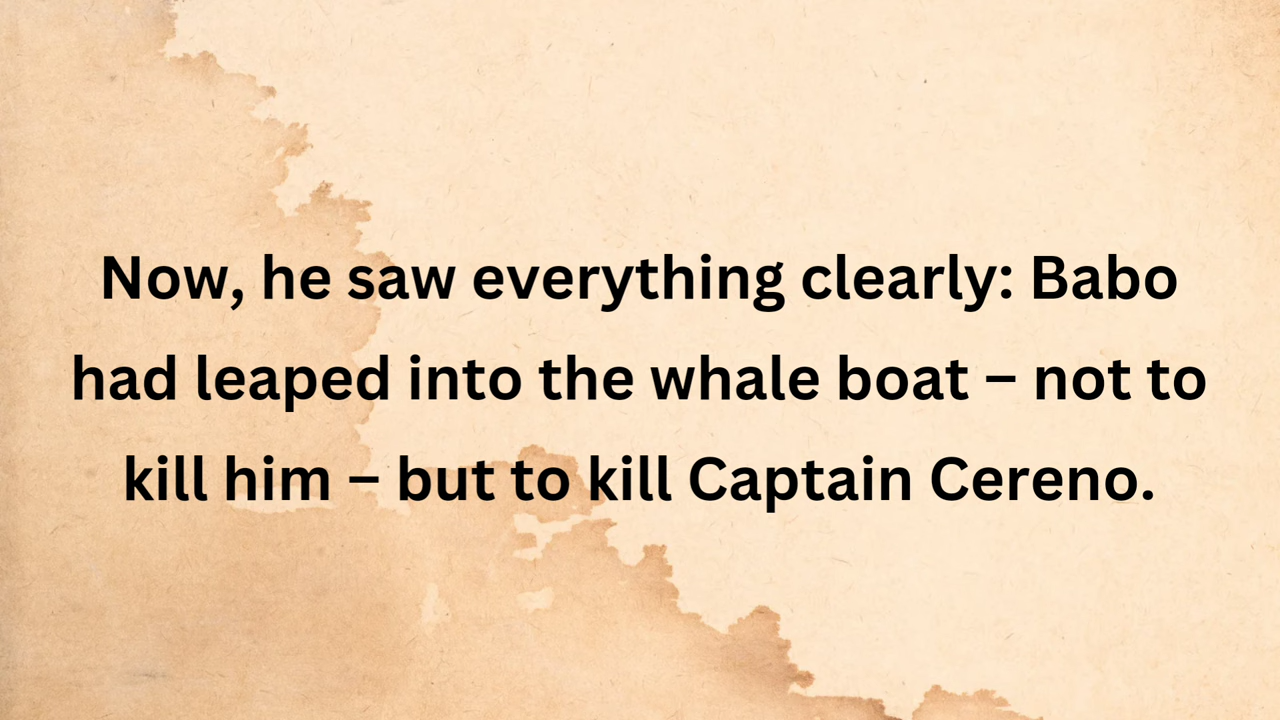 Now, he saw everything clearly: Babo
had leaped into the whale boat – not to
kill him – but to kill Captain Cereno.